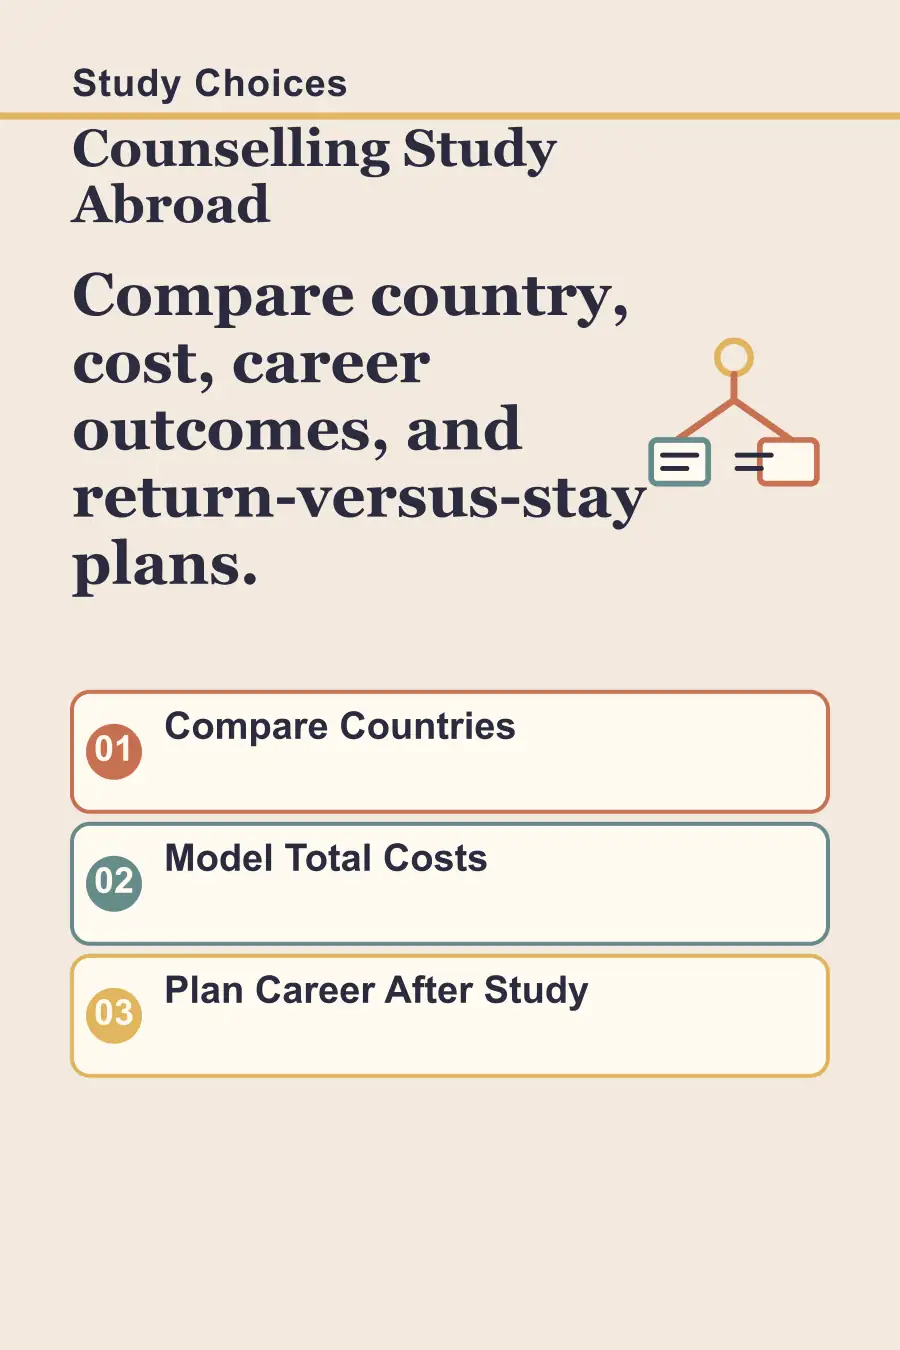 Study Choices
Counselling Study
Abroad
Compare country,
cost, career
outcomes, and
return-versus-stay
plans.
01
Compare Countries
02
Model Total Costs
03
Plan Career After Study